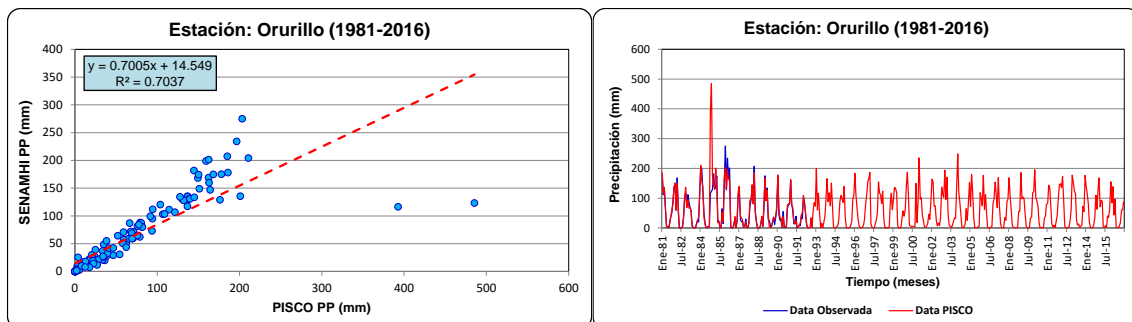 Estación: Orurillo (1981-2016)
y = 0.7005x + 14.549
R² = 0.7037
SENAMHI PP (mm)
400
350
300
250
200
150
100
50
0
0 100 200 300 400 500 600
PISCO PP (mm)
Estación: Orurillo (1981-2016)
Precipitación (mm)
600
500
400
300
200
100
0
Ene-81
Jul-82
Ene-84
Jul-85
Ene-87
Jul-88
Ene-90
Jul-91
Ene-93
Jul-94
Ene-96
Jul-97
Ene-99
Jul-00
Ene-02
Jul-03
Ene-05
Jul-06
Ene-08
Jul-09
Ene-11
Jul-12
Ene-14
Jul-15
Tiempo (meses)
Data Observada Data PISCO